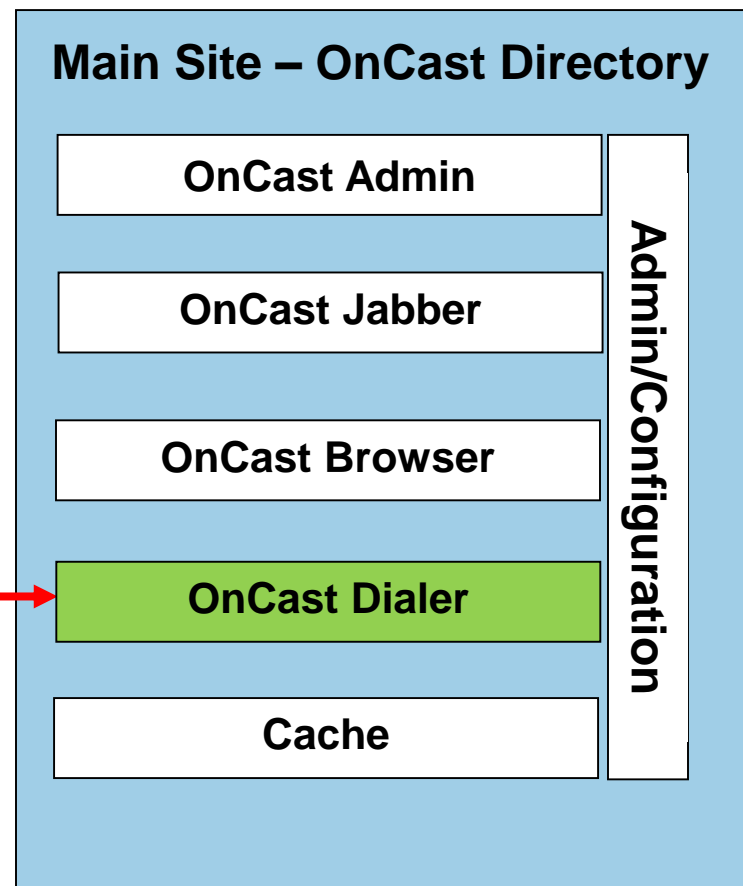 Main Site – OnCast Directory
OnCast Admin
OnCast Jabber
OnCast Browser
OnCast Dialer
Cache
Admin/Configuration